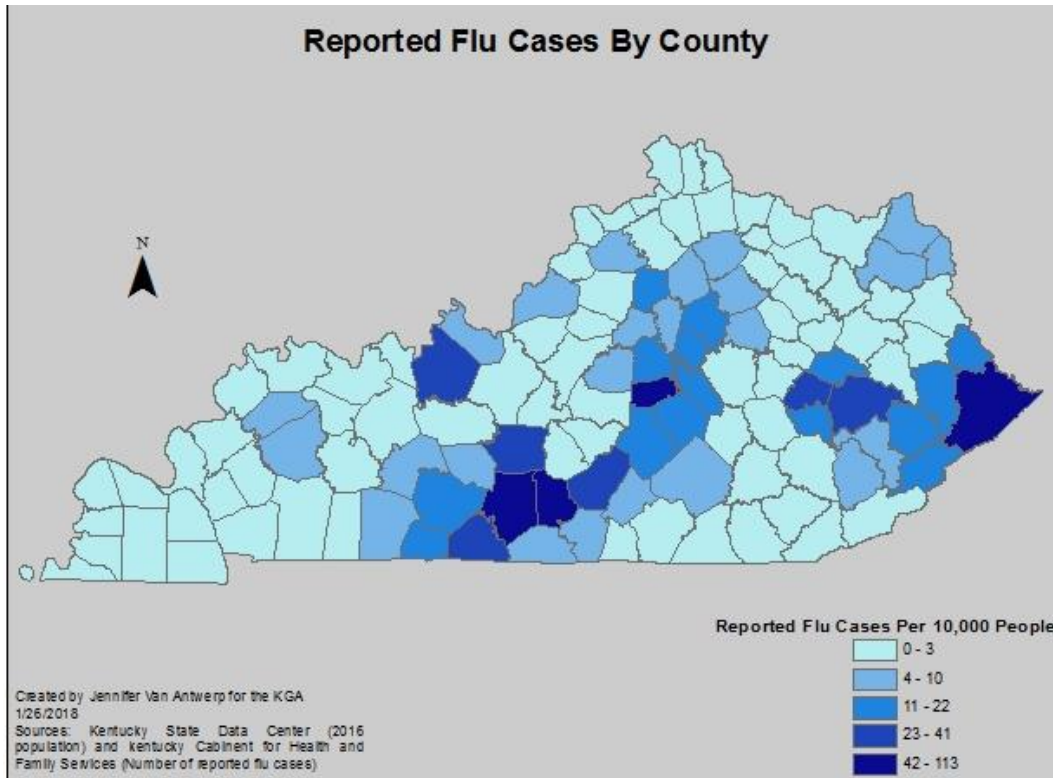 Reported Flu Cases By County
N
Reported Flu Cases Per 10,000 People
0 - 3
4 - 10
11 - 22
23 - 41
42 - 113
Created by Jennifer Van Antwerp for the KGA
1/26/2018
Sources: Kentucky State Data Center (2016
population) and kentucky Cabinent for Health and
Family Services (Number of reported flu cases)